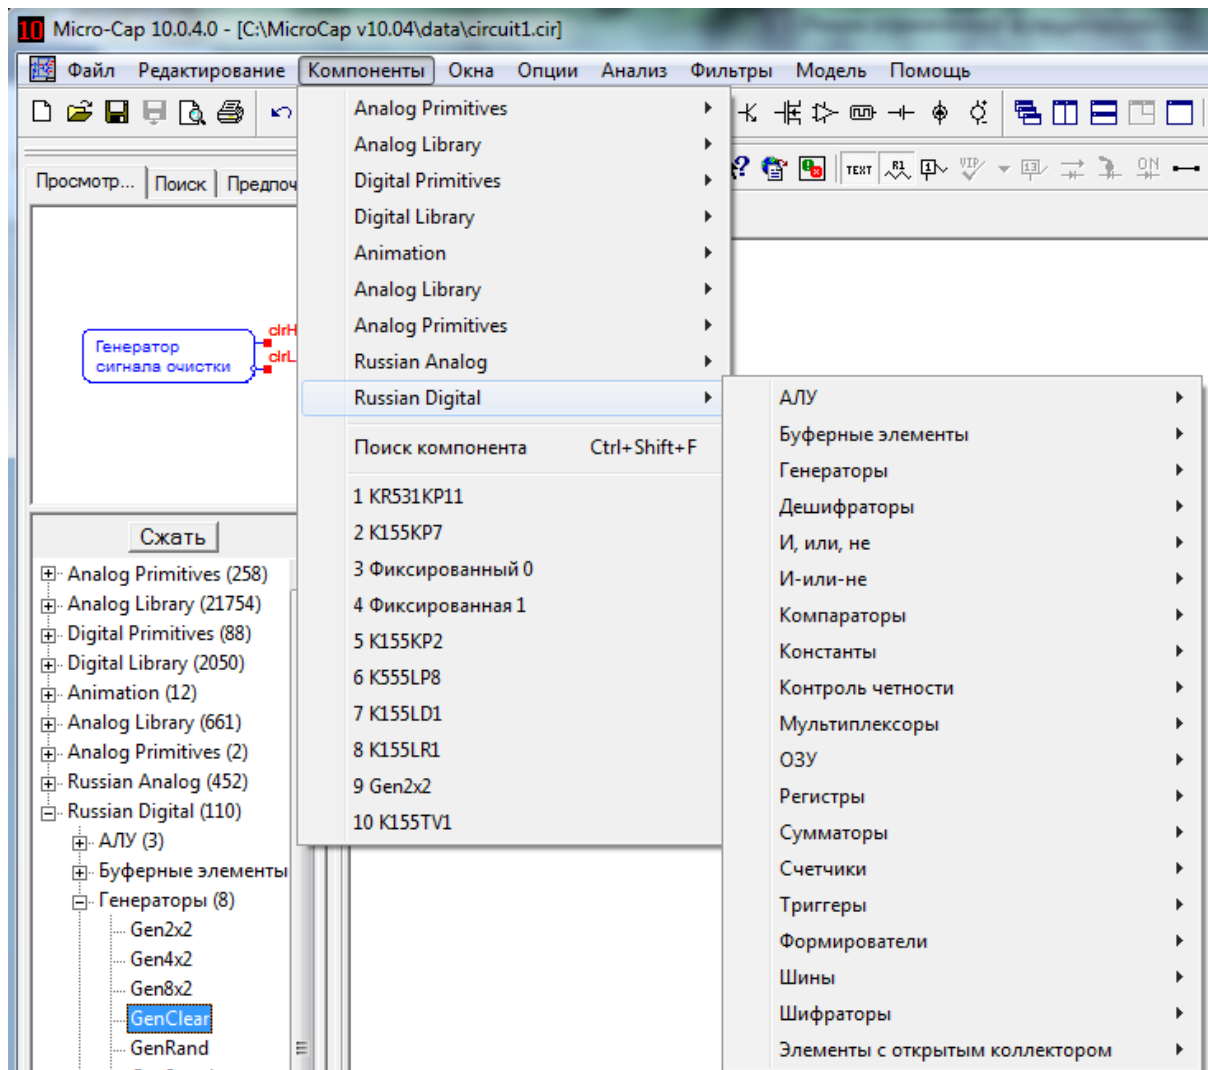 10 Micro-Cap 10.0.4.0 - [C:\MicroCap v10.04\data\circuit1.cir]
Файл Редактирование Компоненты Окна Опции Анализ Фильтры Модель Помощь
TEXT R1 1 VIP 13 ON
Просмотр... Поиск Предпоч
Генератор
сигнала очистки
clrH
clrL
Сжать
Analog Primitives (258)
Analog Library (21754)
Digital Primitives (88)
Digital Library (2050)
Animation (12)
Analog Library (661)
Analog Primitives (2)
Russian Analog (452)
Russian Digital (110)
АЛУ (3)
Буферные элементы
Генераторы (8)
Gen2x2
Gen4x2
Gen8x2
GenClear
GenRand
Analog Primitives
Analog Library
Digital Primitives
Digital Library
Animation
Analog Library
Analog Primitives
Russian Analog
Russian Digital
Поиск компонента Ctrl+Shift+F
1 KR531KP11
2 K155KP7
3 Фиксированный 0
4 Фиксированная 1
5 K155KP2
6 K555LP8
7 K155LD1
8 K155LR1
9 Gen2x2
10 K155TV1
АЛУ
Буферные элементы
Генераторы
Дешифраторы
И, или, не
И-или-не
Компараторы
Константы
Контроль четности
Мультиплексоры
ОЗУ
Регистры
Сумматоры
Счетчики
Триггеры
Формирователи
Шины
Шифраторы
Элементы с открытым коллектором